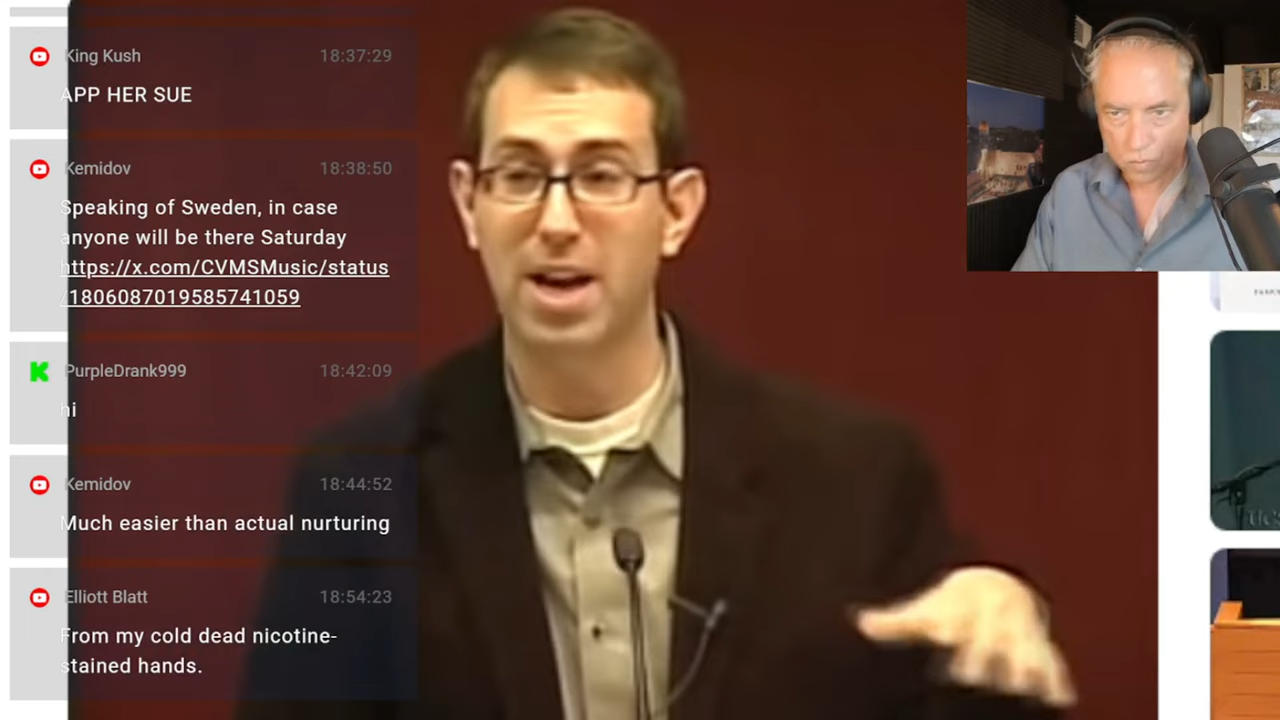 King Kush 18:37:29
APP HER SUE
Kemidov 18:38:50
Speaking of Sweden, in case
anyone will be there Saturday
https://x.com/CVMSMusic/status
/1806087019585741059
PurpleDrank999 18:42:09
hi
Kemidov 18:44:52
Much easier than actual nurturing
Elliott Blatt 18:54:23
From my cold dead nicotine-
stained hands.